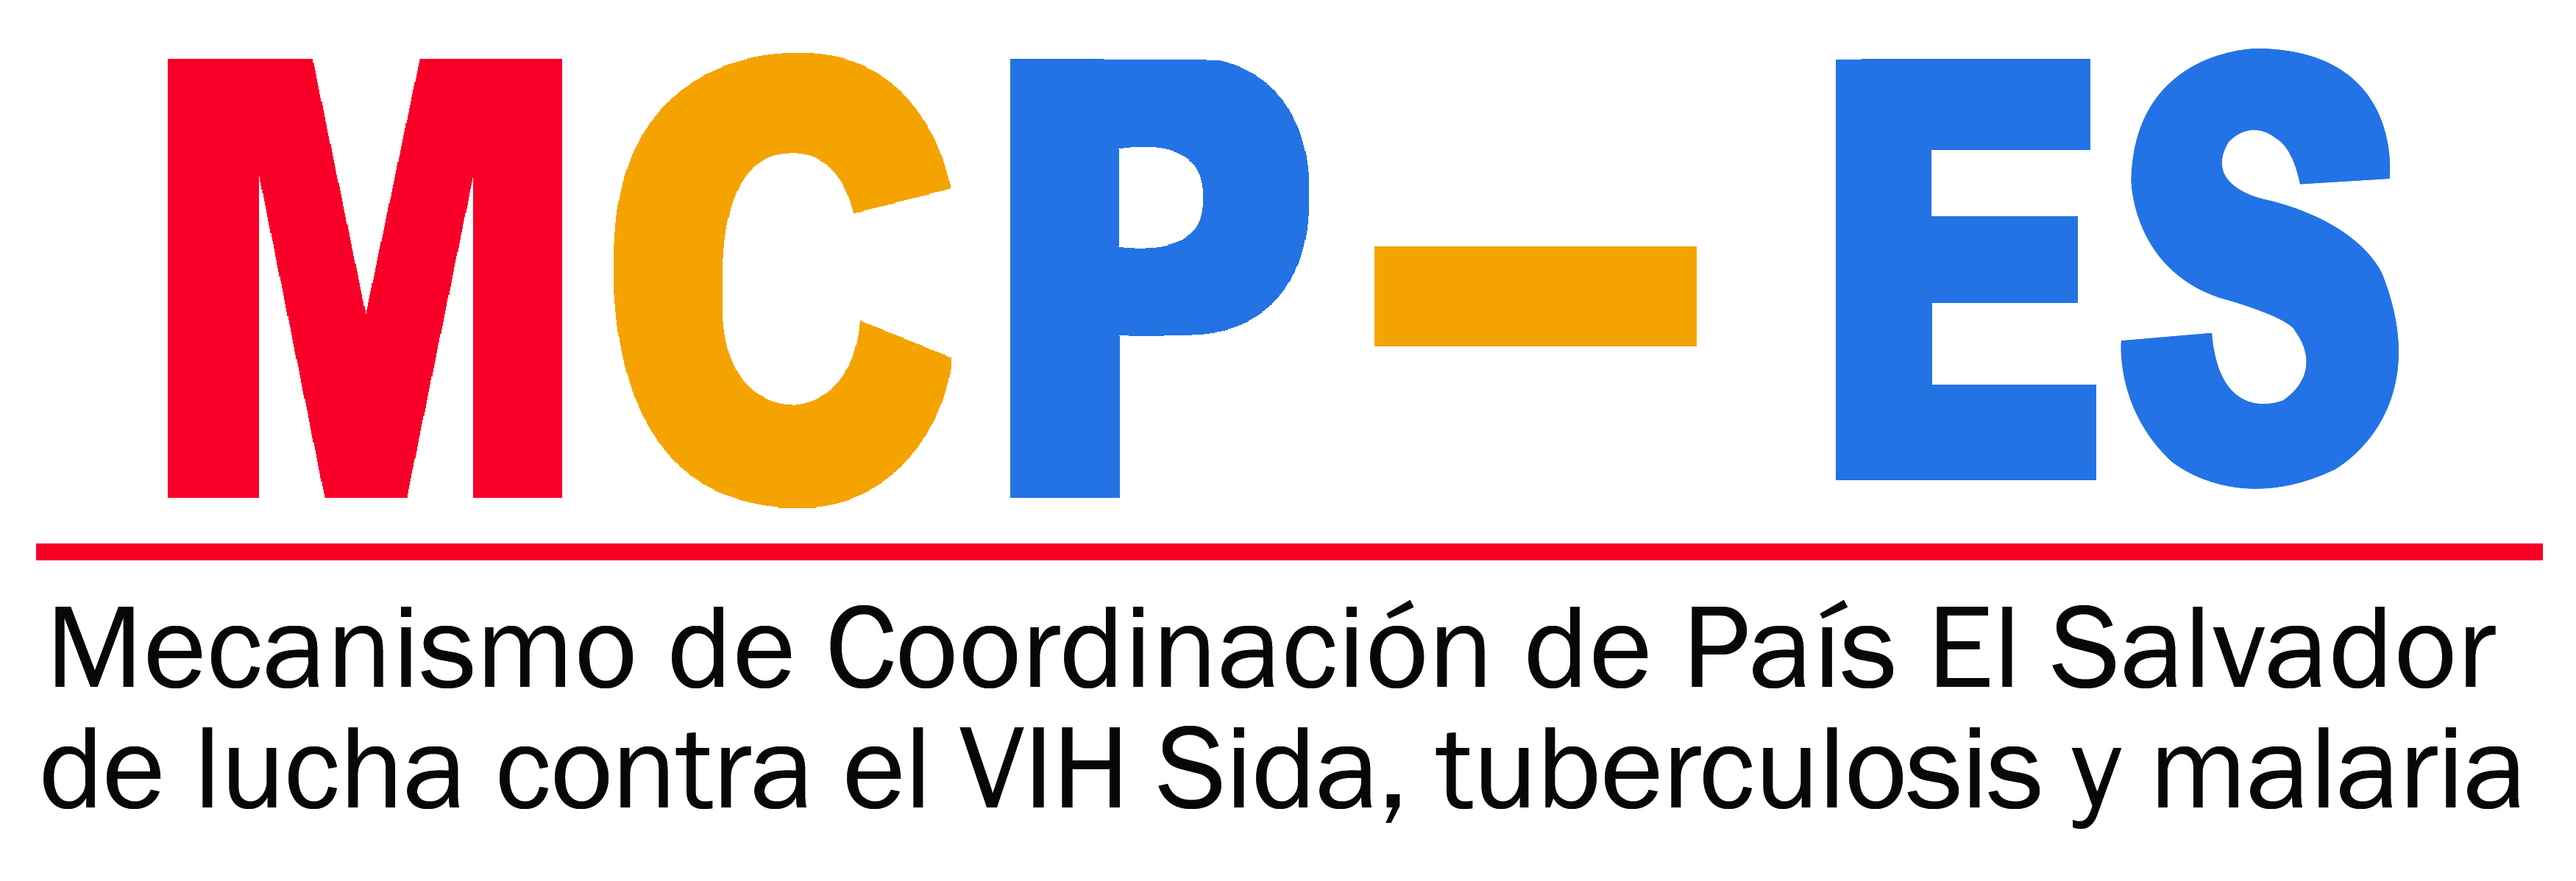 MCP– ES
Mecanismo de Coordinación de País El Salvador
de lucha contra el VIH Sida, tuberculosis y malaria